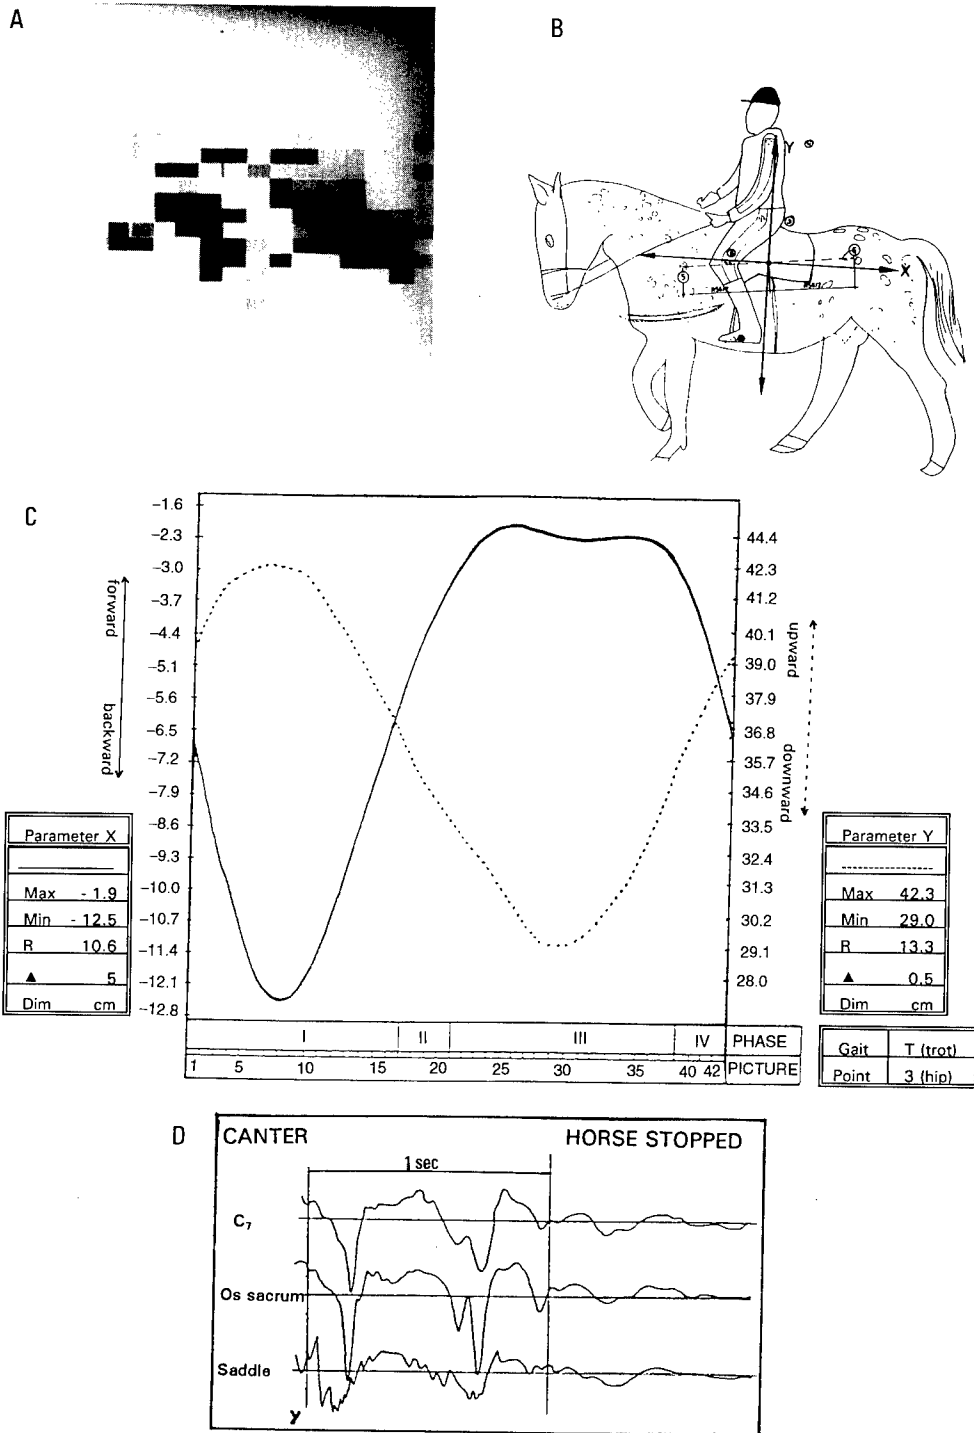 A
B
Y
X
C
-1.6
-2.3
-3.0
-3.7
-4.4
-5.1
-5.6
-6.5
-7.2
-7.9
-8.6
-9.3
-10.0
-10.7
-11.4
-12.1
-12.8
forward
backward
44.4
42.3
41.2
40.1
39.0
37.9
36.8
35.7
34.6
33.5
32.4
31.3
30.2
29.1
28.0
upward
downward
Parameter X
Max - 1.9
Min - 12.5
R 10.6
▲ 5
Dim cm
Parameter Y
Max 42.3
Min 29.0
R 13.3
▲ 0.5
Dim cm
I II III IV PHASE
1 5 10 15 20 25 30 35 40 42 PICTURE
Gait T (trot)
Point 3 (hip)
D
CANTER HORSE STOPPED
1 sec
C₇
Os sacrum
Saddle
Y